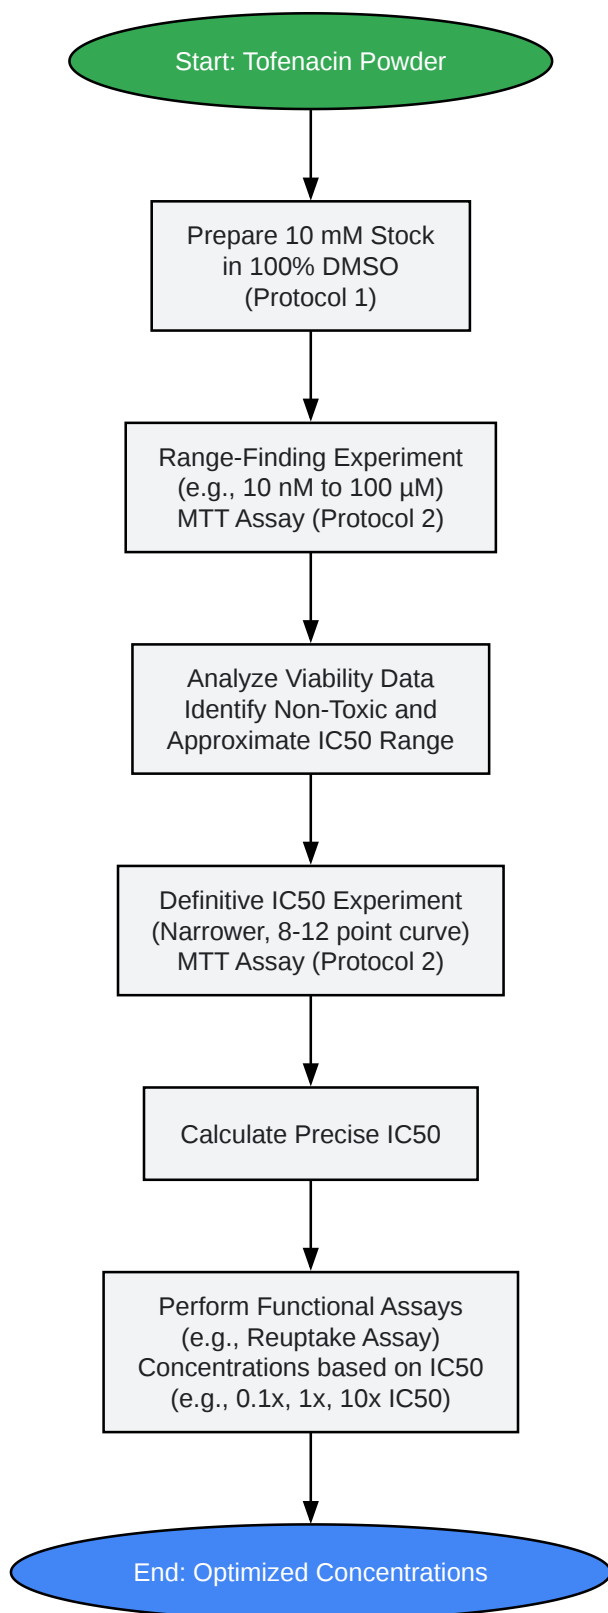 Start: Tofenacin Powder
Prepare 10 mM Stock
in 100% DMSO
(Protocol 1)
Range-Finding Experiment
(e.g., 10 nM to 100 µM)
MTT Assay (Protocol 2)
Analyze Viability Data
Identify Non-Toxic and
Approximate IC50 Range
Definitive IC50 Experiment
(Narrower, 8-12 point curve)
MTT Assay (Protocol 2)
Calculate Precise IC50
Perform Functional Assays
(e.g., Reuptake Assay)
Concentrations based on IC50
(e.g., 0.1x, 1x, 10x IC50)
End: Optimized Concentrations